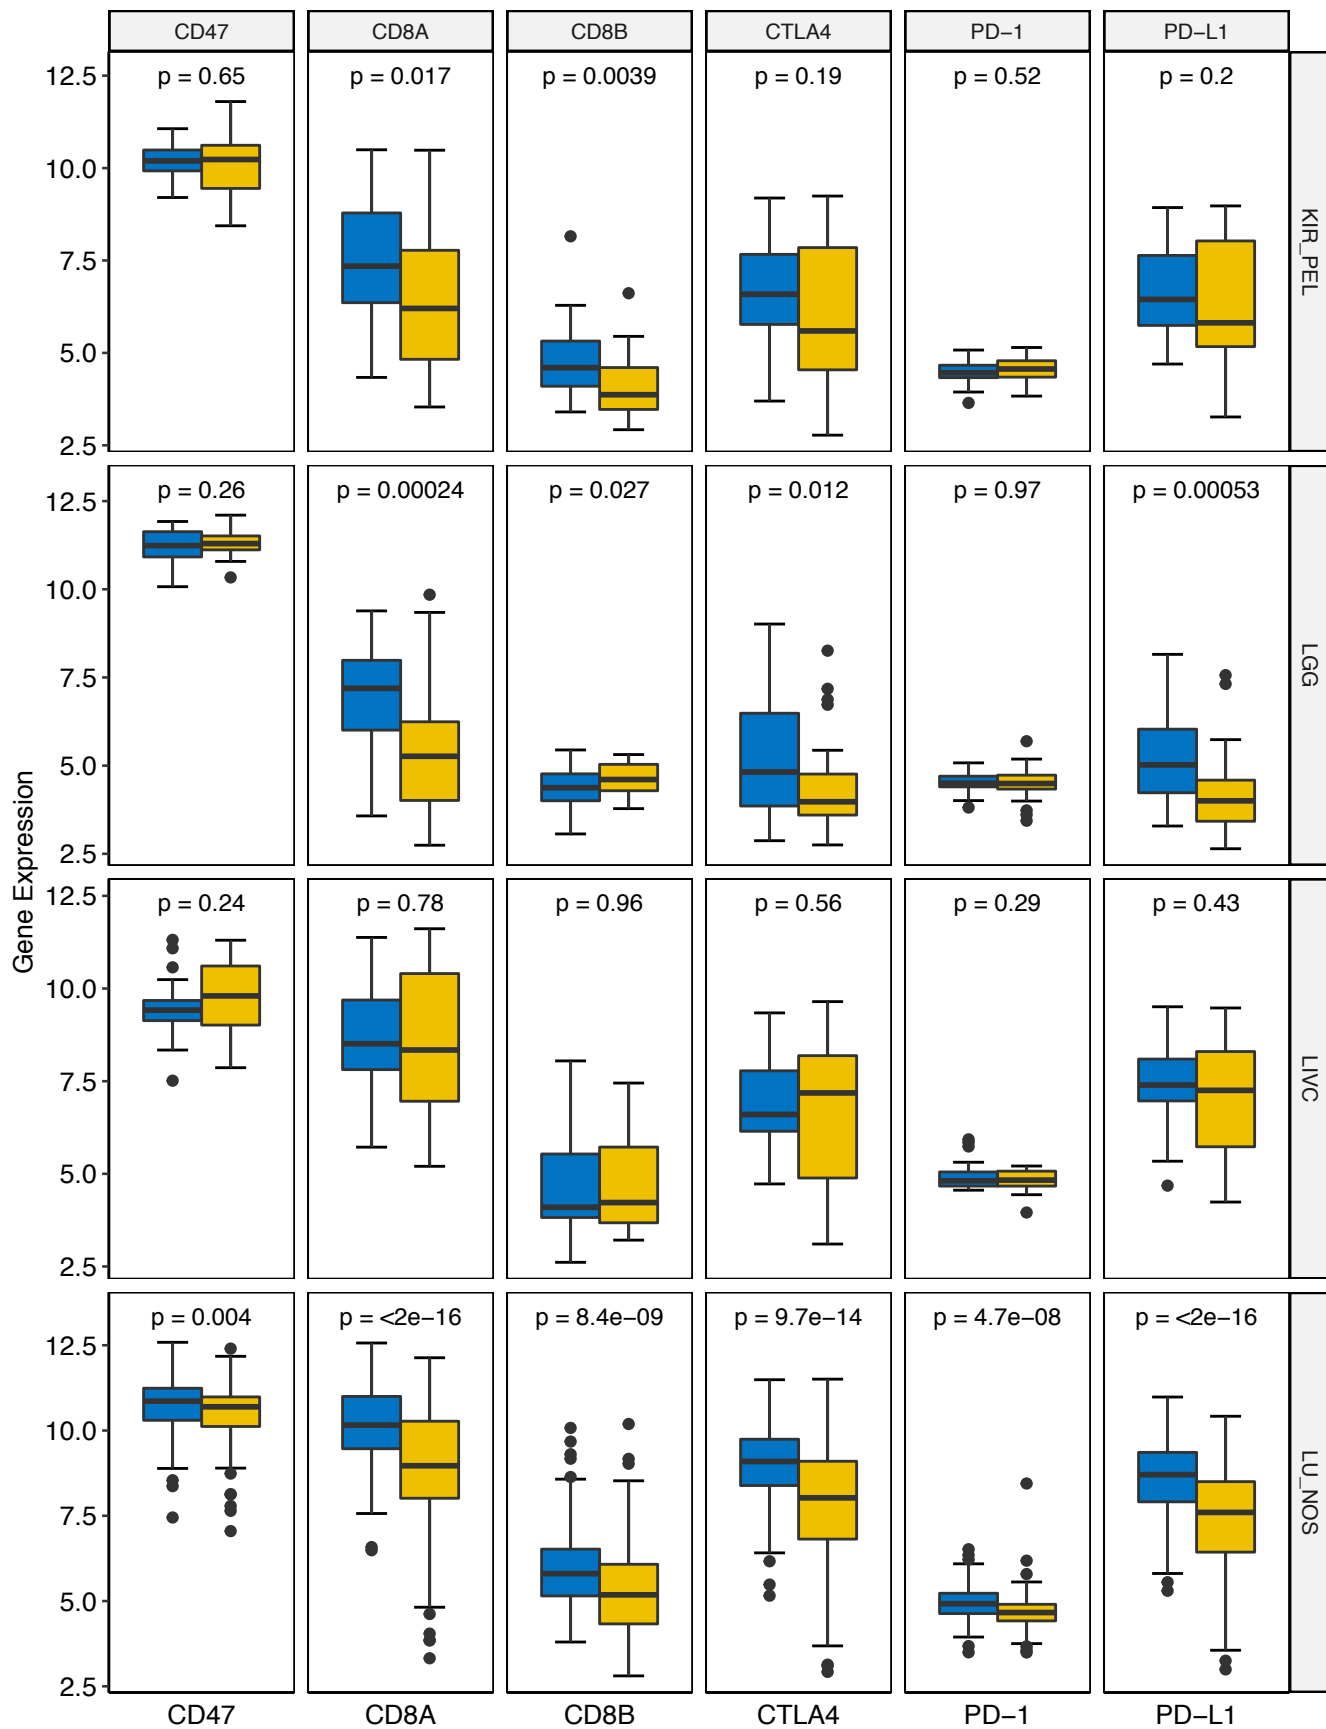 CD47 CD8A CD8B CTLA4 PD−1 PD−L1
p = 0.65 p = 0.017 p = 0.0039 p = 0.19 p = 0.52 p = 0.2
12.5
10.0
7.5
5.0
2.5
KIR_PEL
p = 0.26 p = 0.00024 p = 0.027 p = 0.012 p = 0.97 p = 0.00053
12.5
10.0
7.5
5.0
2.5
LGG
Gene Expression
p = 0.24 p = 0.78 p = 0.96 p = 0.56 p = 0.29 p = 0.43
12.5
10.0
7.5
5.0
2.5
LIVC
p = 0.004 p = <2e−16 p = 8.4e−09 p = 9.7e−14 p = 4.7e−08 p = <2e−16
12.5
10.0
7.5
5.0
2.5
LU_NOS
CD47 CD8A CD8B CTLA4 PD−1 PD−L1